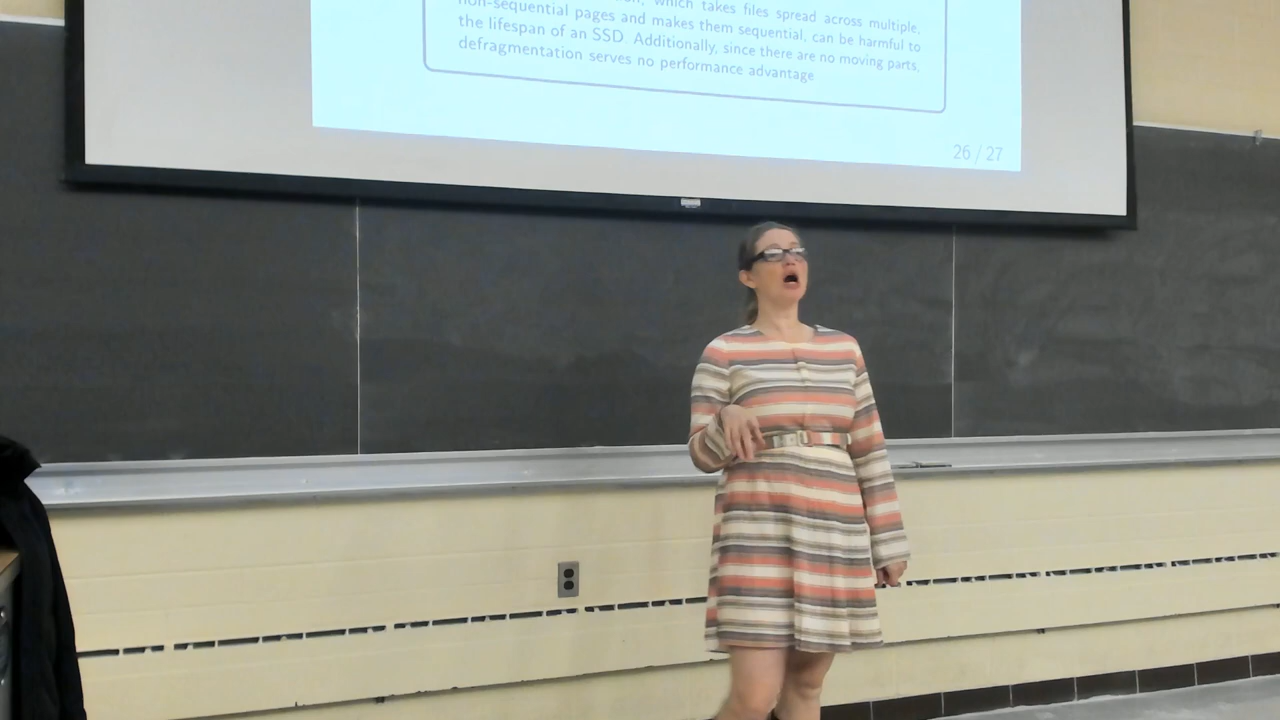 which takes files spread across multiple,
non-sequential pages and makes them sequential, can be harmful to
the lifespan of an SSD. Additionally, since there are no moving parts,
defragmentation serves no performance advantage
26 / 27